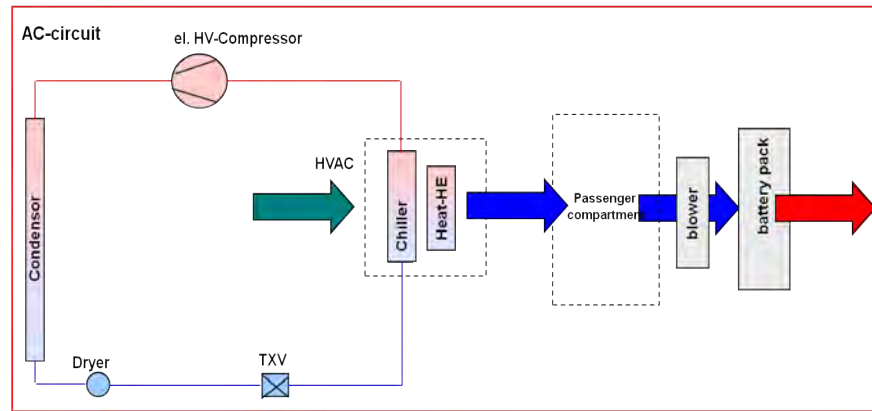 AC-circuit
el. HV-Compressor
HVAC
Condensor
Chiller
Heat-HE
Passenger
compartment
blower
battery pack
Dryer
TXV